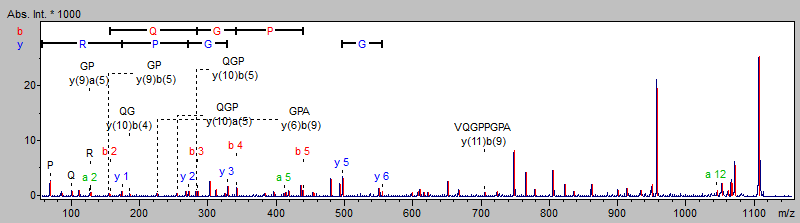 Abs. Int. * 1000
b Q G P
y R P G G
GP
y(9)a(5)
GP
y(9)b(5)
QGP
y(10)b(5)
20
QG
y(10)b(4)
QGP
y(10)a(5)
GPA
y(6)b(9)
VQGPPGPA
y(11)b(9)
10
P Q R b 2 b 3 b 4 b 5
a 2 y 1 y 2 y 3 a 5 y 5 y 6 a 12
0
100 200 300 400 500 600 700 800 900 1000 1100 m/z